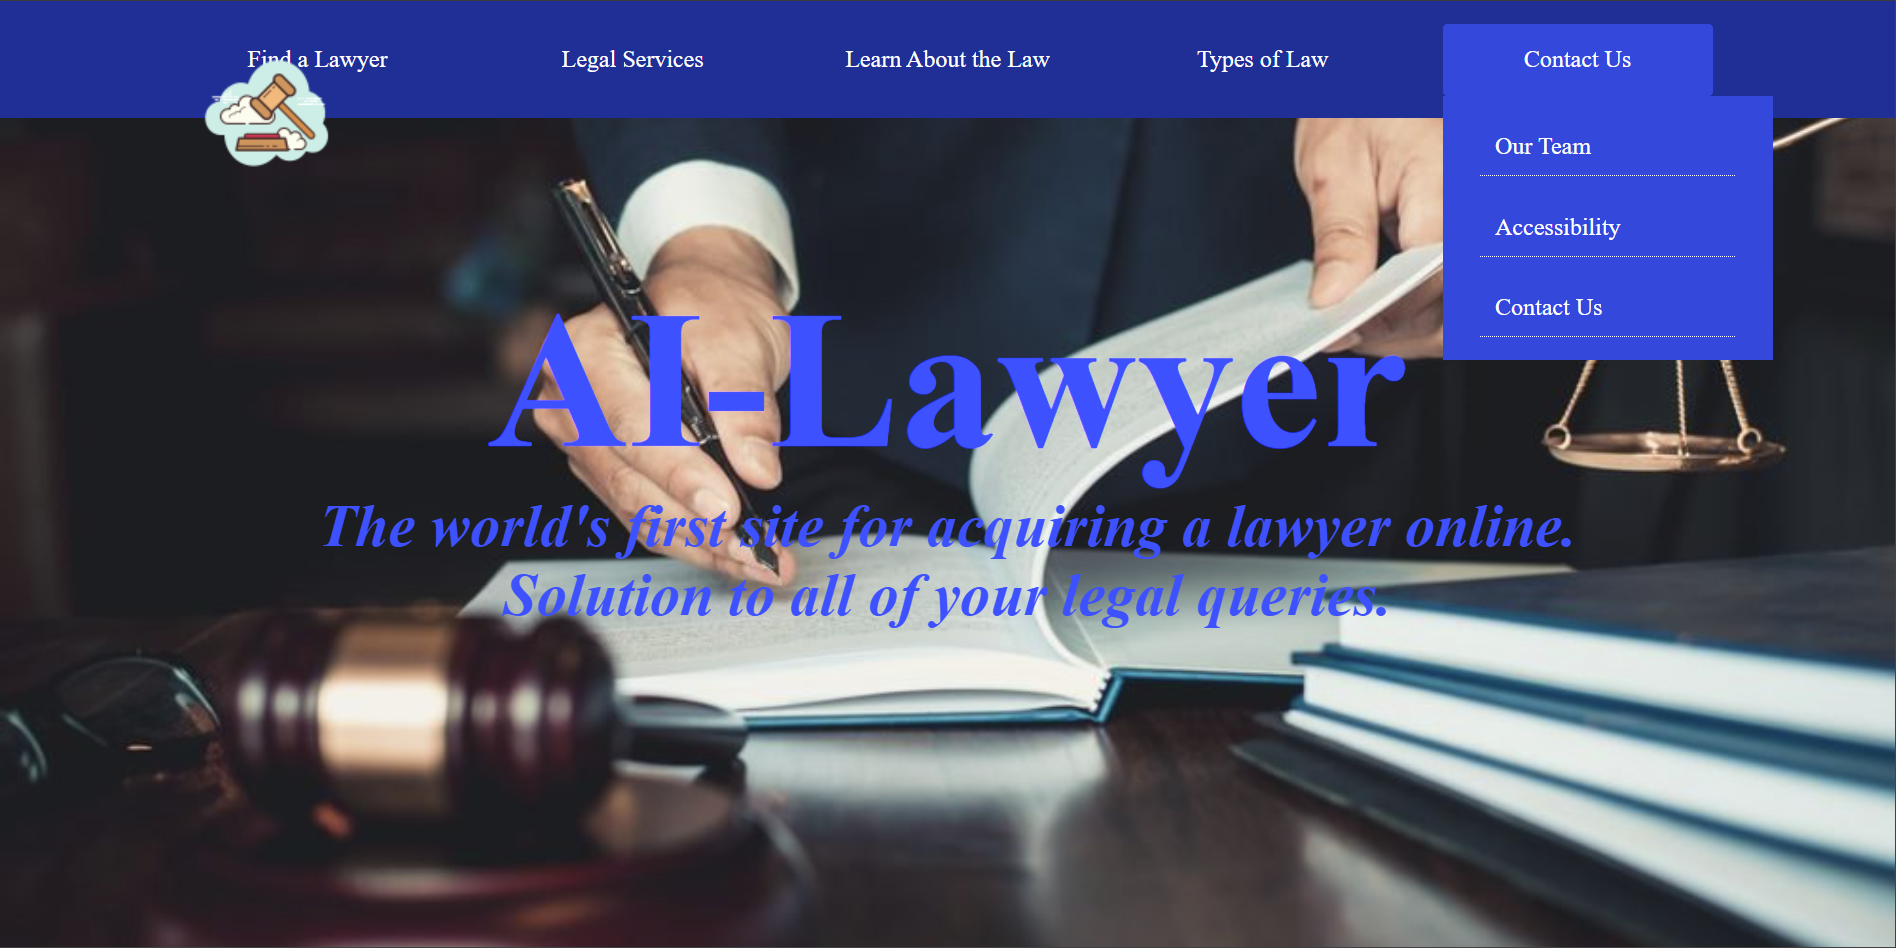 Find a Lawyer
Legal Services
Learn About the Law
Types of Law
Contact Us
Our Team
Accessibility
Contact Us
AI-Lawyer
The world's first site for acquiring a lawyer online.
Solution to all of your legal queries.